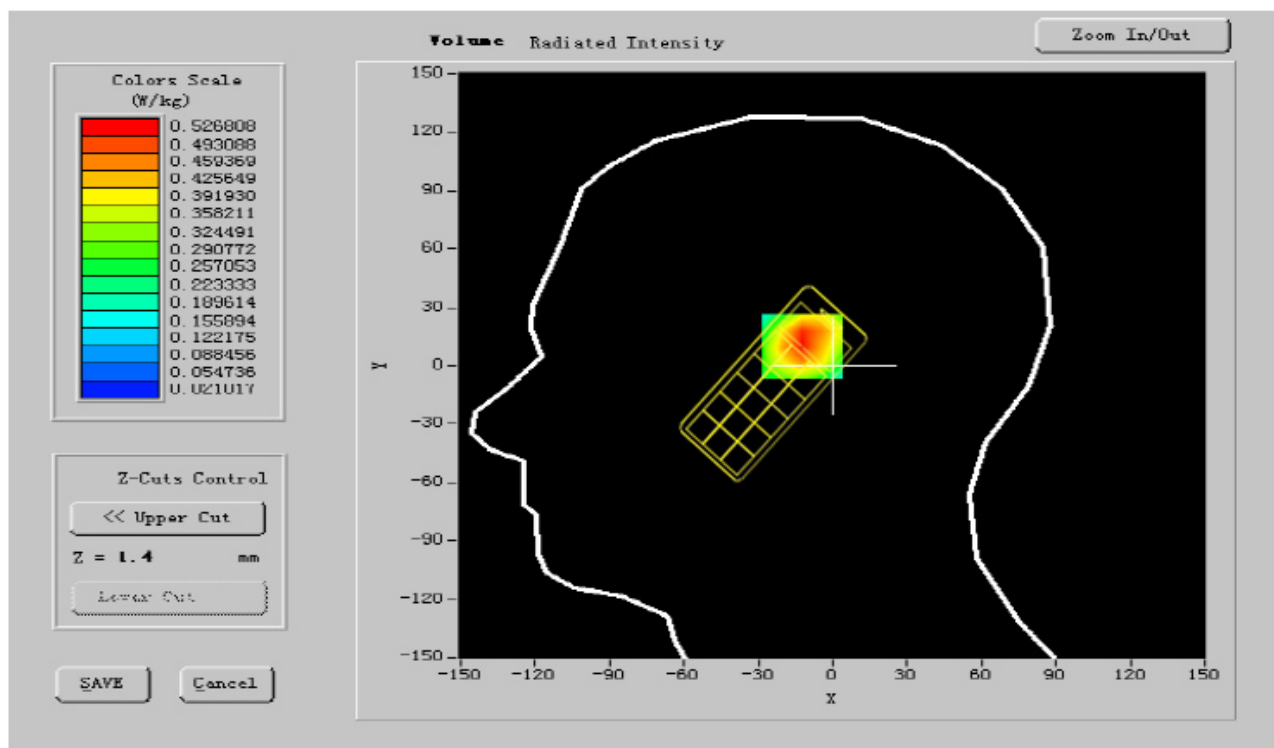 Volume Radiated Intensity
Zoom In/Out
Colors Scale
(W/kg)
0.526808
0.493088
0.459369
0.425649
0.391930
0.358211
0.324491
0.290772
0.257053
0.223333
0.189614
0.155894
0.122175
0.088456
0.054736
0.021017
Z-Cuts Control
<< Upper Cut
Z = 1.4 mm
Lower Cut
SAVE Cancel
150
120
90
60
30
0
-30
-60
-90
-120
-150
Y
-150 -120 -90 -60 -30 0 30 60 90 120 150
X